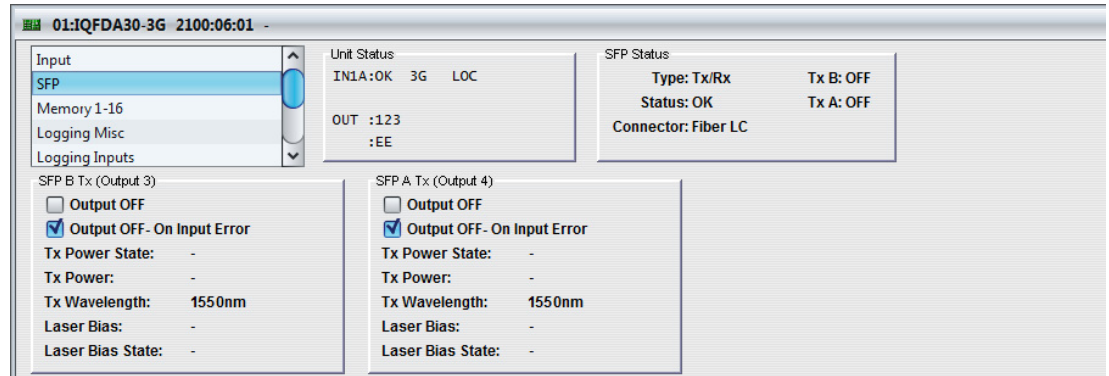 01:IQFDA30-3G 2100:06:01 -
Input
SFP
Memory 1-16
Logging Misc
Logging Inputs
Unit Status
IN1A:OK 3G LOC
OUT :123
:EE
SFP Status
Type: Tx/Rx Tx B: OFF
Status: OK Tx A: OFF
Connector: Fiber LC
SFP B Tx (Output 3)
Output OFF
Output OFF- On Input Error
Tx Power State: -
Tx Power: -
Tx Wavelength: 1550nm
Laser Bias: -
Laser Bias State: -
SFP A Tx (Output 4)
Output OFF
Output OFF- On Input Error
Tx Power State: -
Tx Power: -
Tx Wavelength: 1550nm
Laser Bias: -
Laser Bias State: -